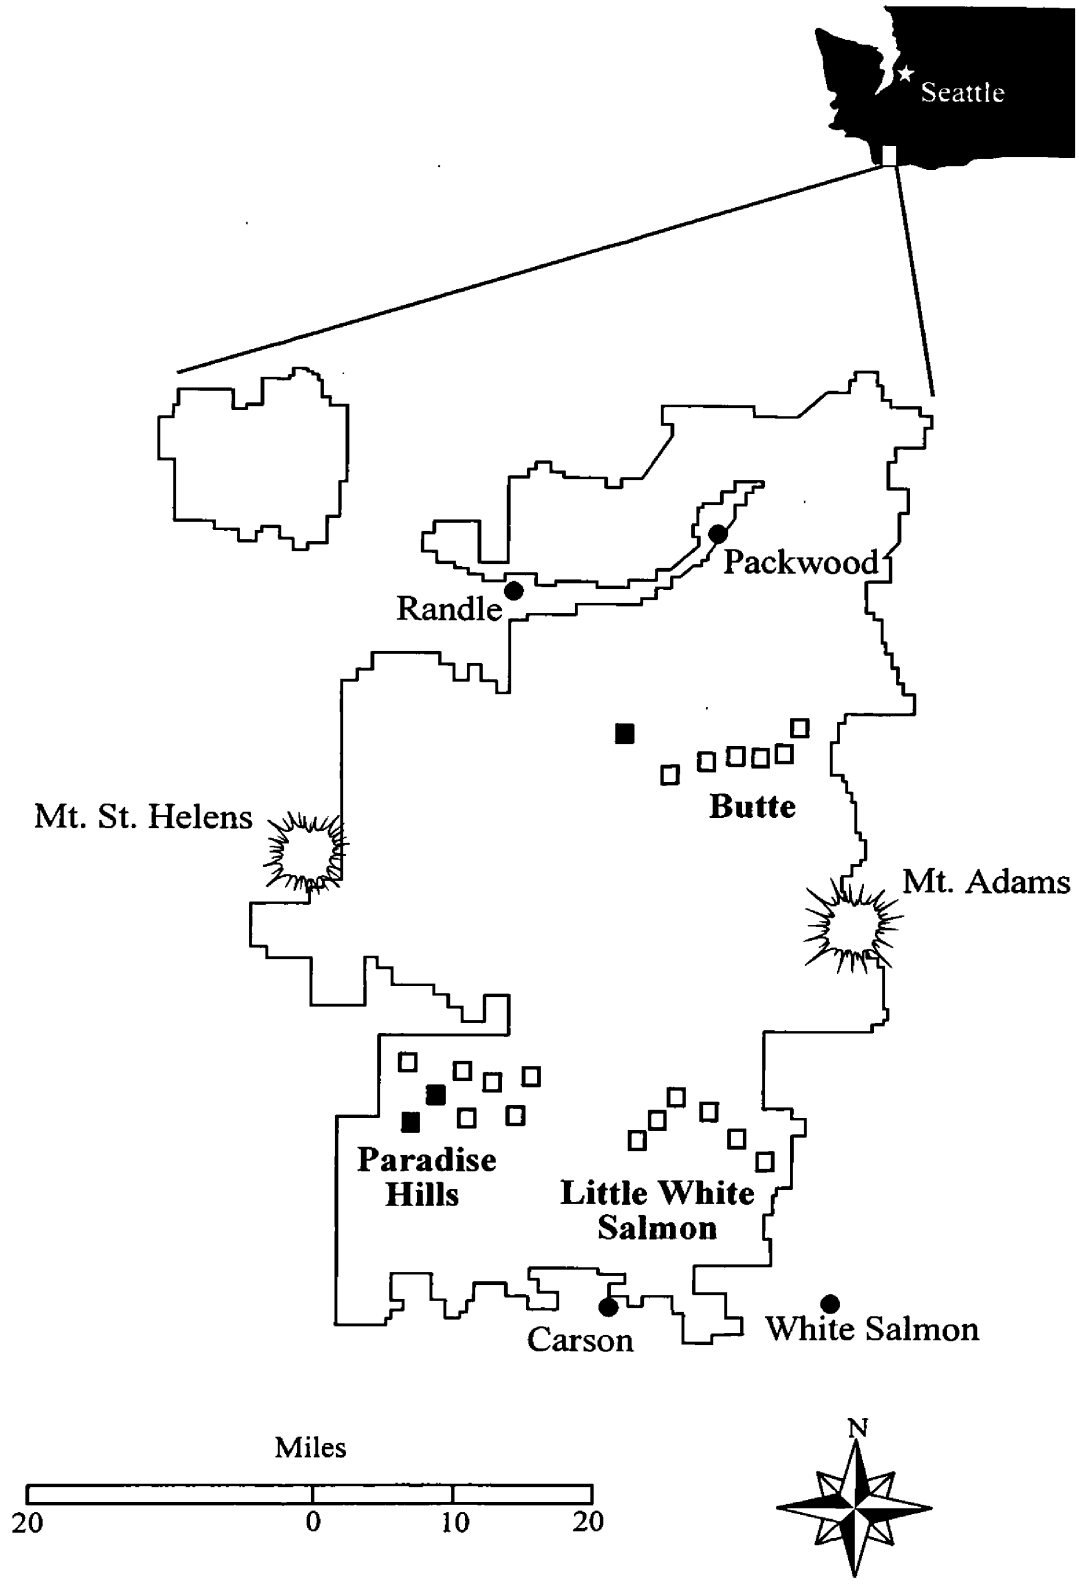 Seattle
Packwood
Randle
Butte
Mt. St. Helens
Mt. Adams
Paradise
Hills
Little White
Salmon
Carson
White Salmon
Miles
20 0 10 20
N